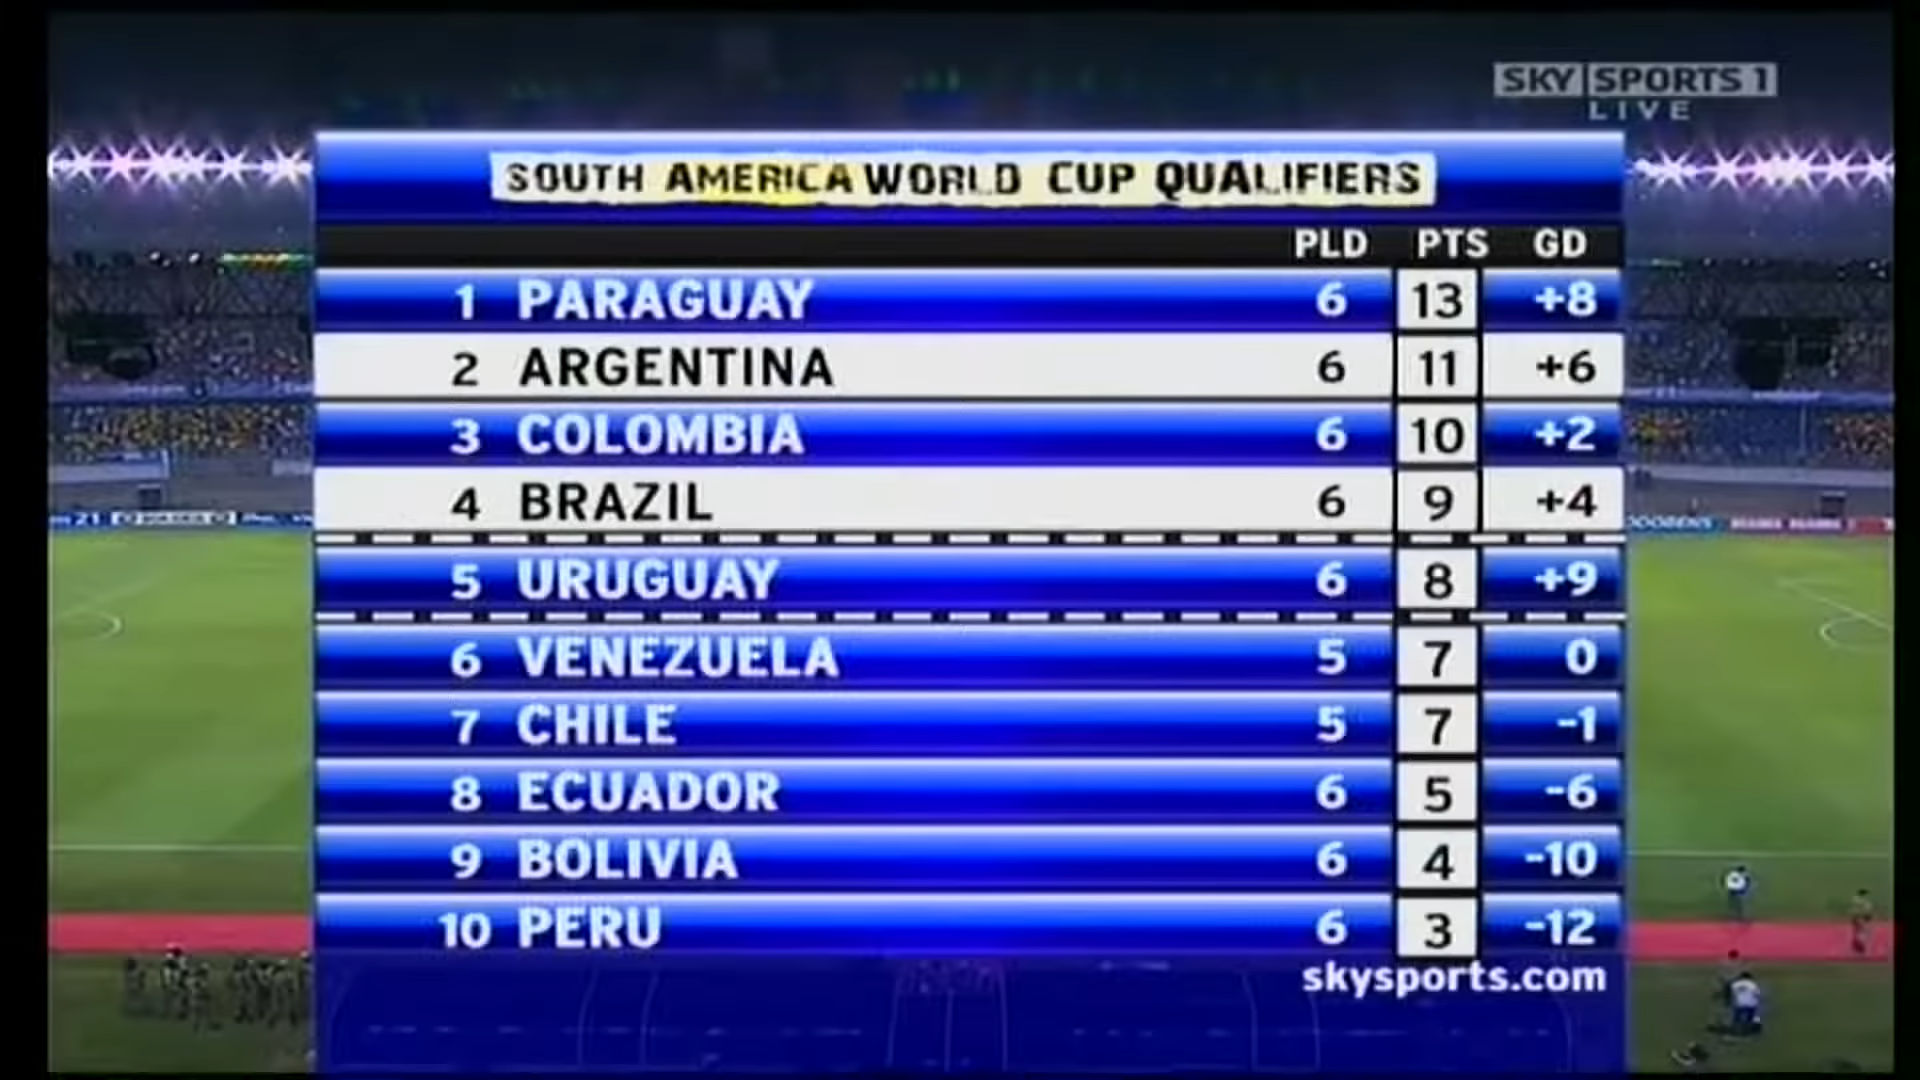 SKY SPORTS 1
LIVE
SOUTH AMERICA WORLD CUP QUALIFIERS
PLD PTS GD
1 PARAGUAY 6 13 +8
2 ARGENTINA 6 11 +6
3 COLOMBIA 6 10 +2
4 BRAZIL 6 9 +4
5 URUGUAY 6 8 +9
6 VENEZUELA 5 7 0
7 CHILE 5 7 -1
8 ECUADOR 6 5 -6
9 BOLIVIA 6 4 -10
10 PERU 6 3 -12
skysports.com